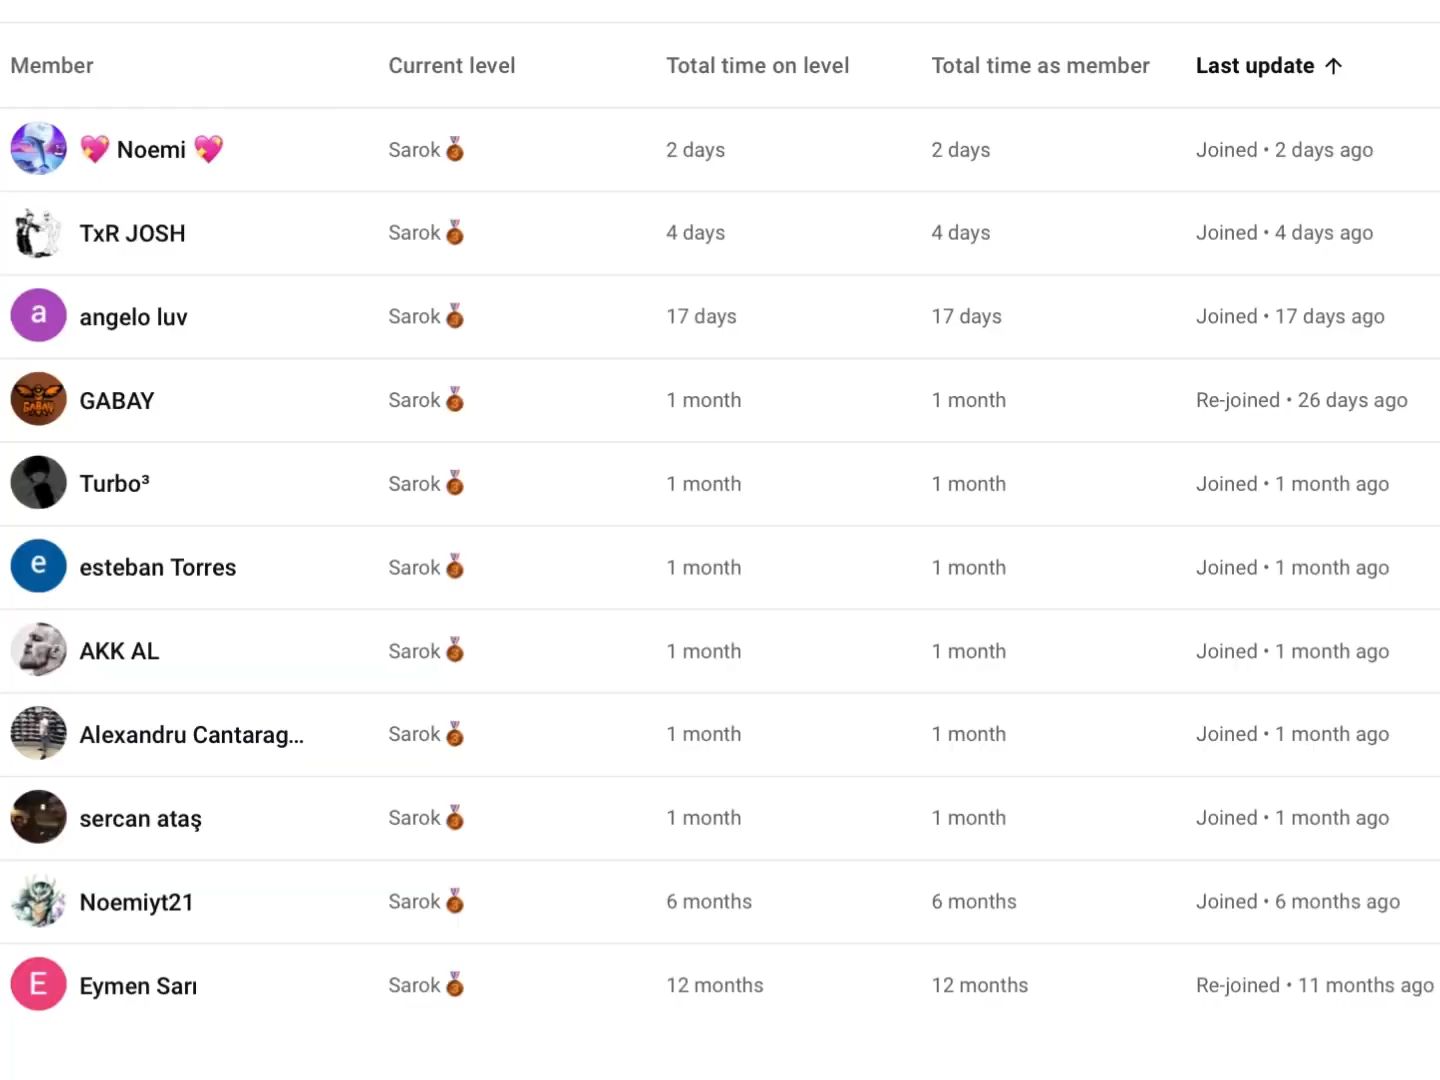 Member Current level Total time on level Total time as member Last update ↑
💖 Noemi 💖 Sarok🥉 2 days 2 days Joined • 2 days ago
TxR JOSH Sarok🥉 4 days 4 days Joined • 4 days ago
a angelo luv Sarok🥉 17 days 17 days Joined • 17 days ago
GABAY GABAY Sarok🥉 1 month 1 month Re-joined • 26 days ago
Turbo³ Sarok🥉 1 month 1 month Joined • 1 month ago
e esteban Torres Sarok🥉 1 month 1 month Joined • 1 month ago
AKK AL Sarok🥉 1 month 1 month Joined • 1 month ago
Alexandru Cantarag... Sarok🥉 1 month 1 month Joined • 1 month ago
sercan ataş Sarok🥉 1 month 1 month Joined • 1 month ago
Noemiyt21 Sarok🥉 6 months 6 months Joined • 6 months ago
E Eymen Sarı Sarok🥉 12 months 12 months Re-joined • 11 months ago